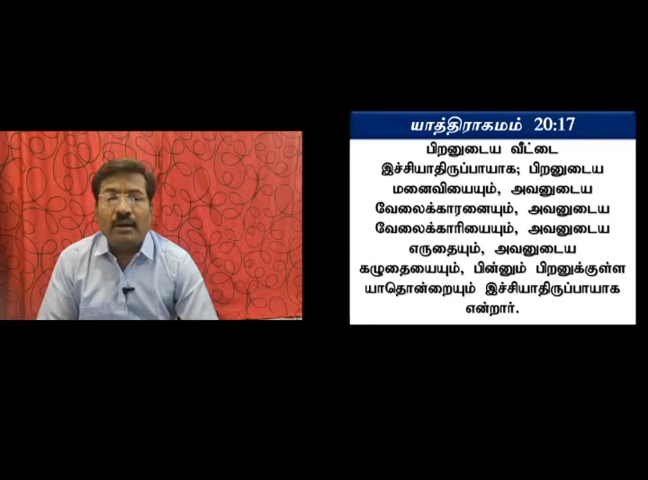 யாத்திராகமம் 20:17
பிறனுடைய வீட்டை
இச்சியாதிருப்பாயாக; பிறனுடைய
மனைவியையும், அவனுடைய
வேலைக்காரனையும், அவனுடைய
வேலைக்காரியையும், அவனுடைய
எருதையும், அவனுடைய
கழுதையையும், பின்னும் பிறனுக்குள்ள
யாதொன்றையும் இச்சியாதிருப்பாயாக
என்றார்.